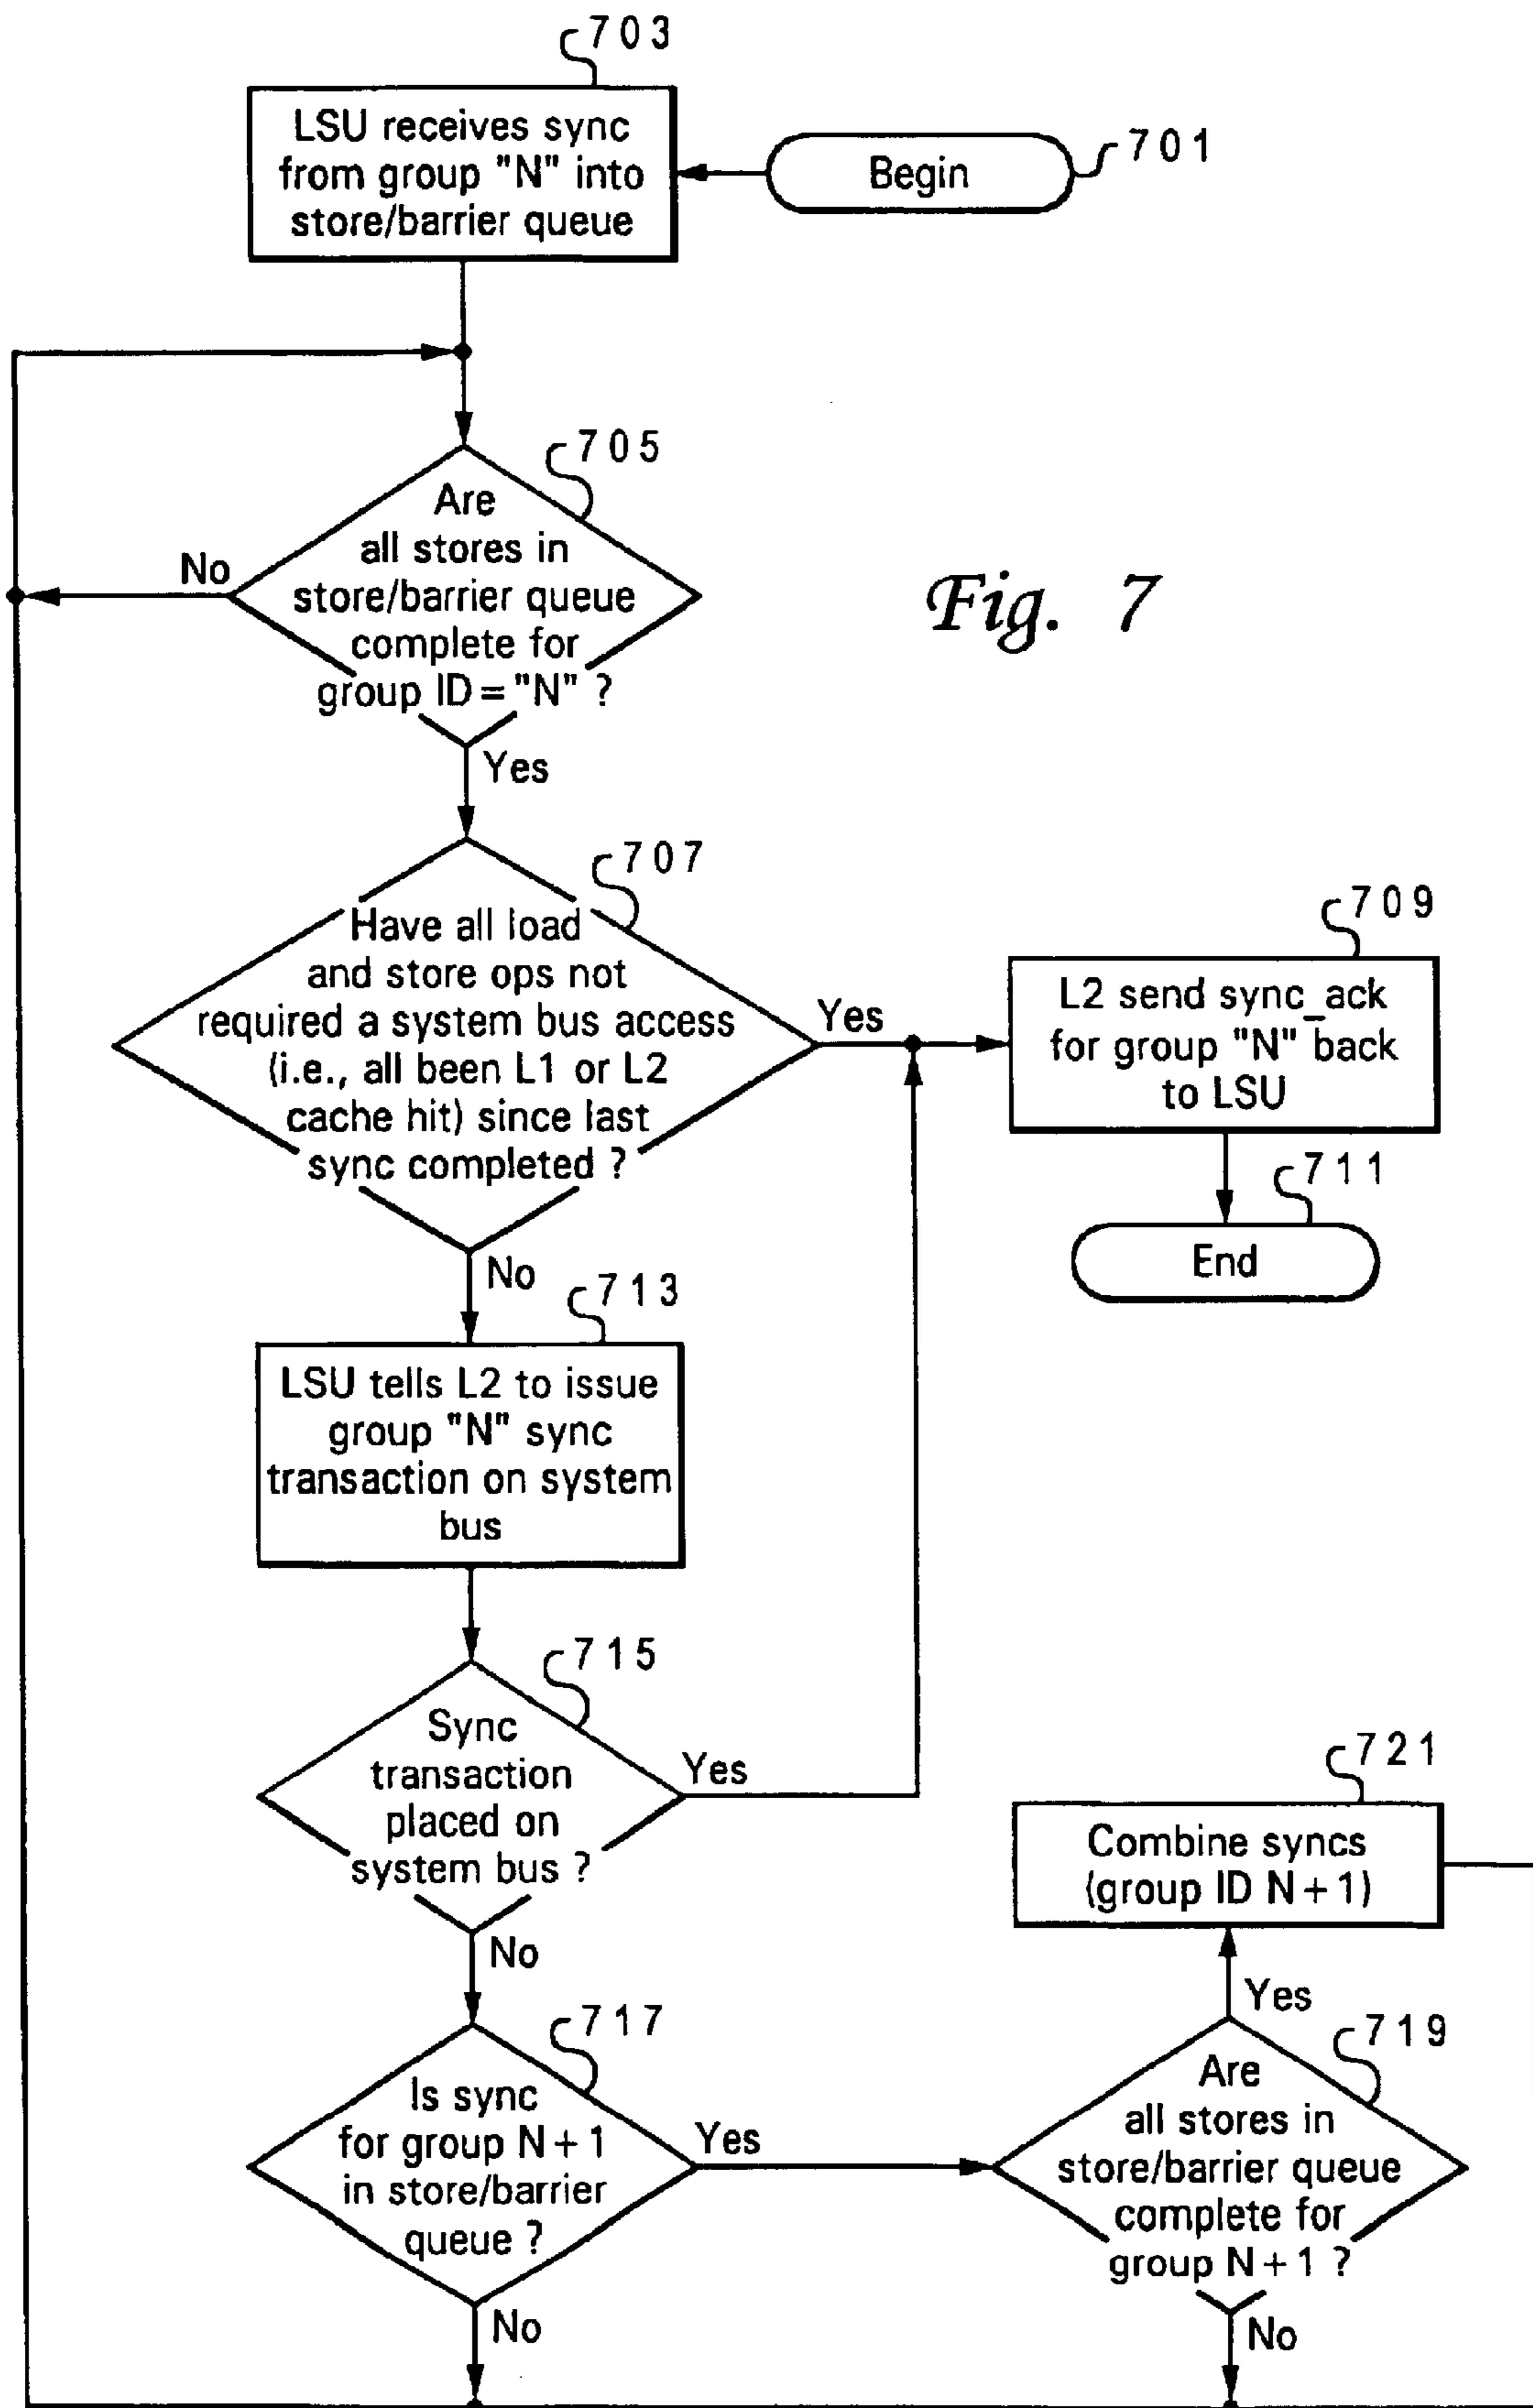 703
LSU receives sync
from group "N" into
store/barrier queue
Begin
701
705
Are
all stores in
store/barrier queue
complete for
group ID = "N" ?
No
Fig. 7
Yes
707
Have all load
and store ops not
required a system bus access
(i.e., all been L1 or L2
cache hit) since last
sync completed ?
Yes
709
L2 send sync_ack
for group "N" back
to LSU
711
End
No
713
LSU tells L2 to issue
group "N" sync
transaction on system
bus
715
Sync
transaction
placed on
system bus ?
Yes
721
Combine syncs
(group ID N + 1)
No
Yes
717
Is sync
for group N + 1
in store/barrier
queue ?
Yes
719
Are
all stores in
store/barrier queue
complete for
group N + 1 ?
No
No